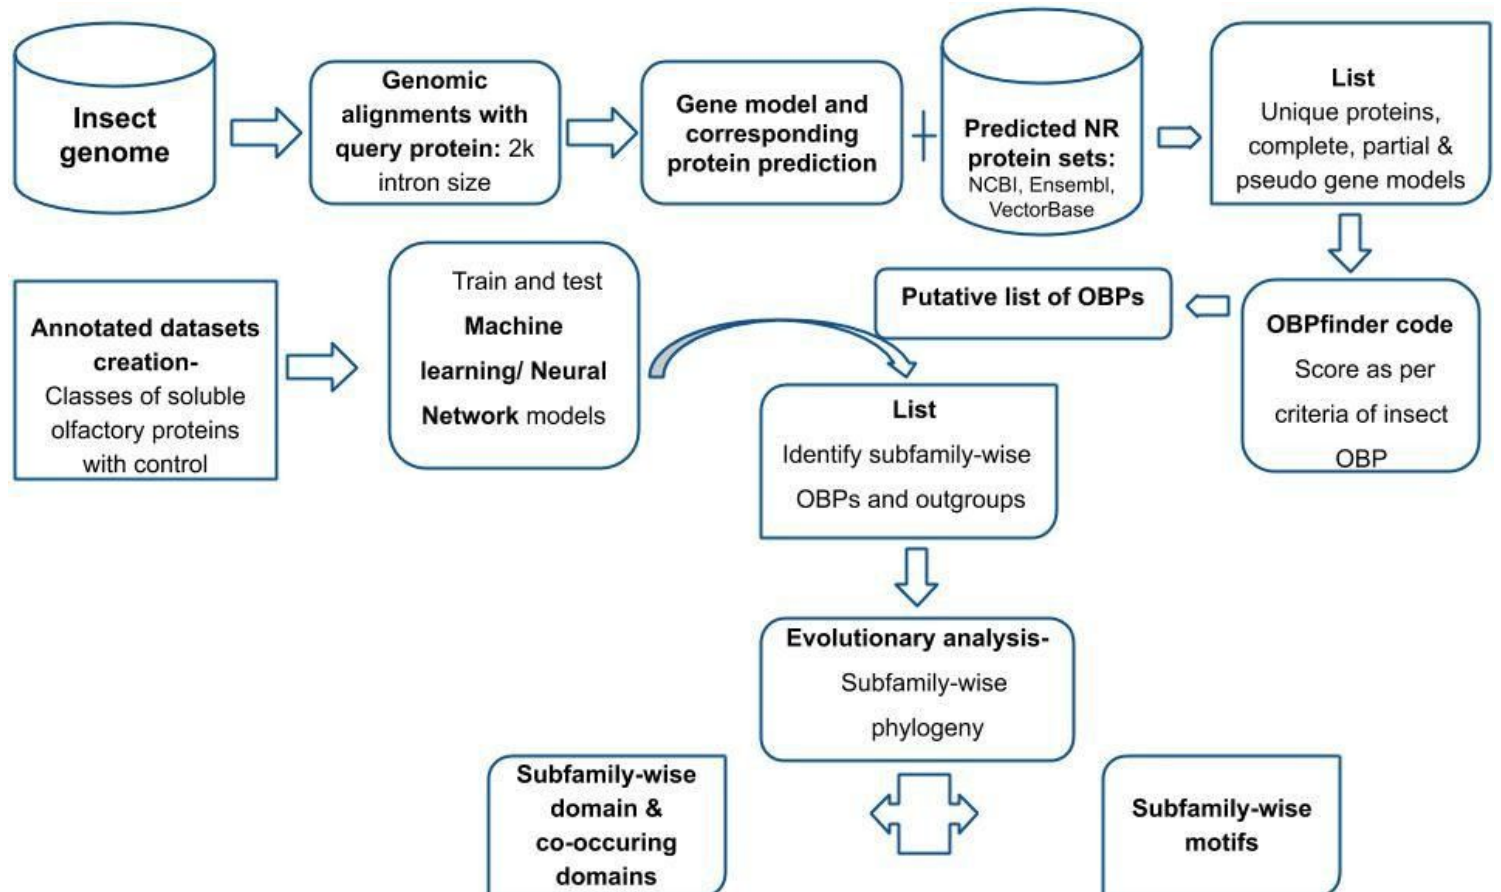 Insect
genome
Genomic
alignments with
query protein: 2k
intron size
Gene model and
corresponding
protein prediction
Predicted NR
protein sets:
NCBI, Ensembl,
VectorBase
List
Unique proteins,
complete, partial &
pseudo gene models
Annotated datasets
creation-
Classes of soluble
olfactory proteins
with control
Train and test
Machine
learning/ Neural
Network models
Putative list of OBPs
OBPfinder code
Score as per
criteria of insect
OBP
List
Identify subfamily-wise
OBPs and outgroups
Evolutionary analysis-
Subfamily-wise
phylogeny
Subfamily-wise
domain &
co-occuring
domains
Subfamily-wise
motifs